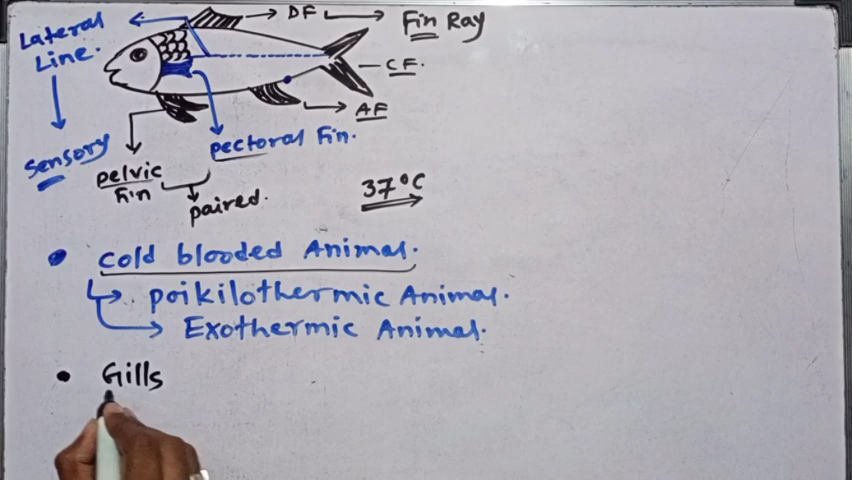 Lateral Line.
DF
Fin Ray
CF.
AF
Sensory
pectoral Fin.
pelvic Fin
paired.
37°C
cold blooded Animal.
poikilothermic Animal.
Exothermic Animal.
Gills